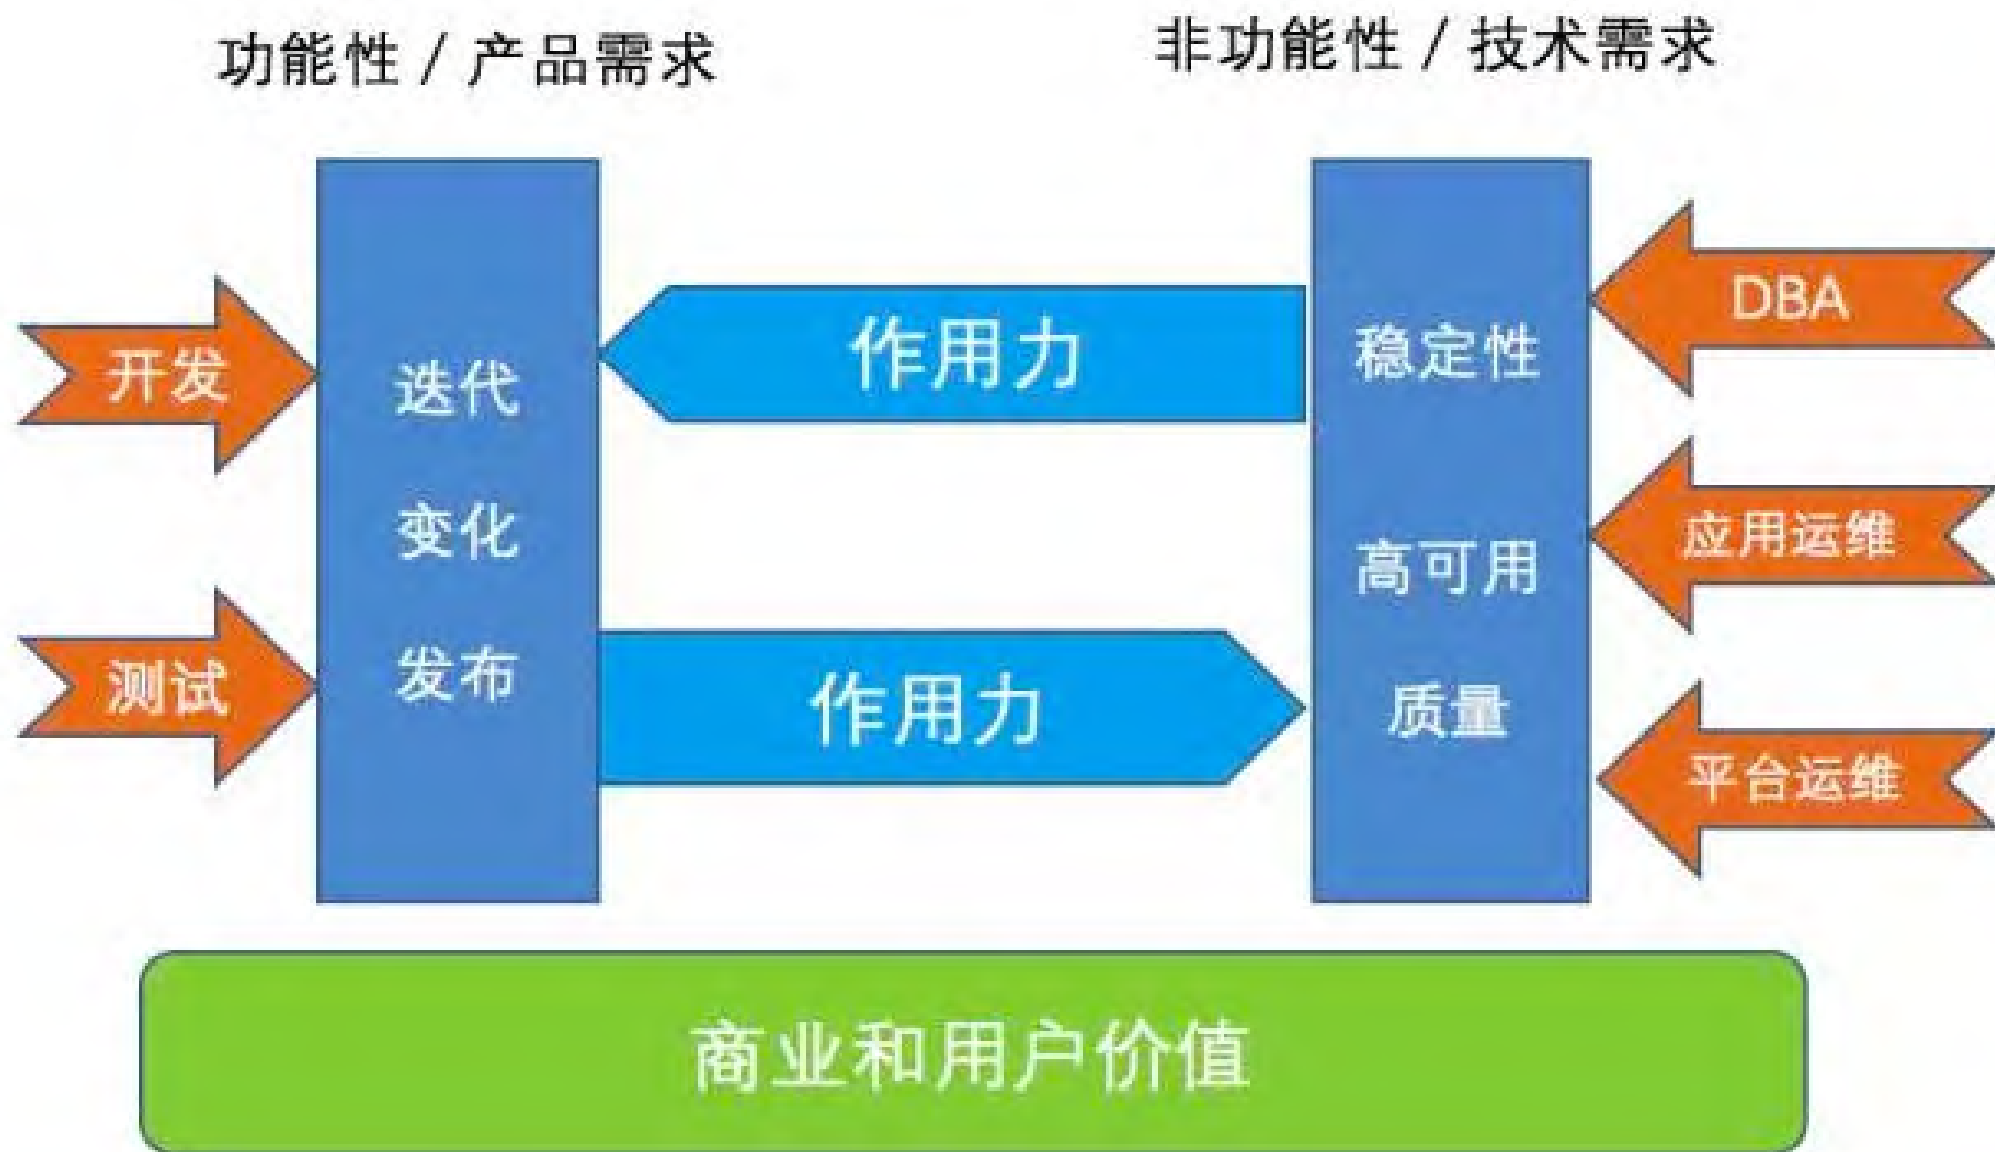 功能性 / 产品需求
非功能性 / 技术需求
开发
测试
迭代
变化
发布
作用力
作用力
稳定性
高可用
质量
DBA
应用运维
平台运维
商业和用户价值